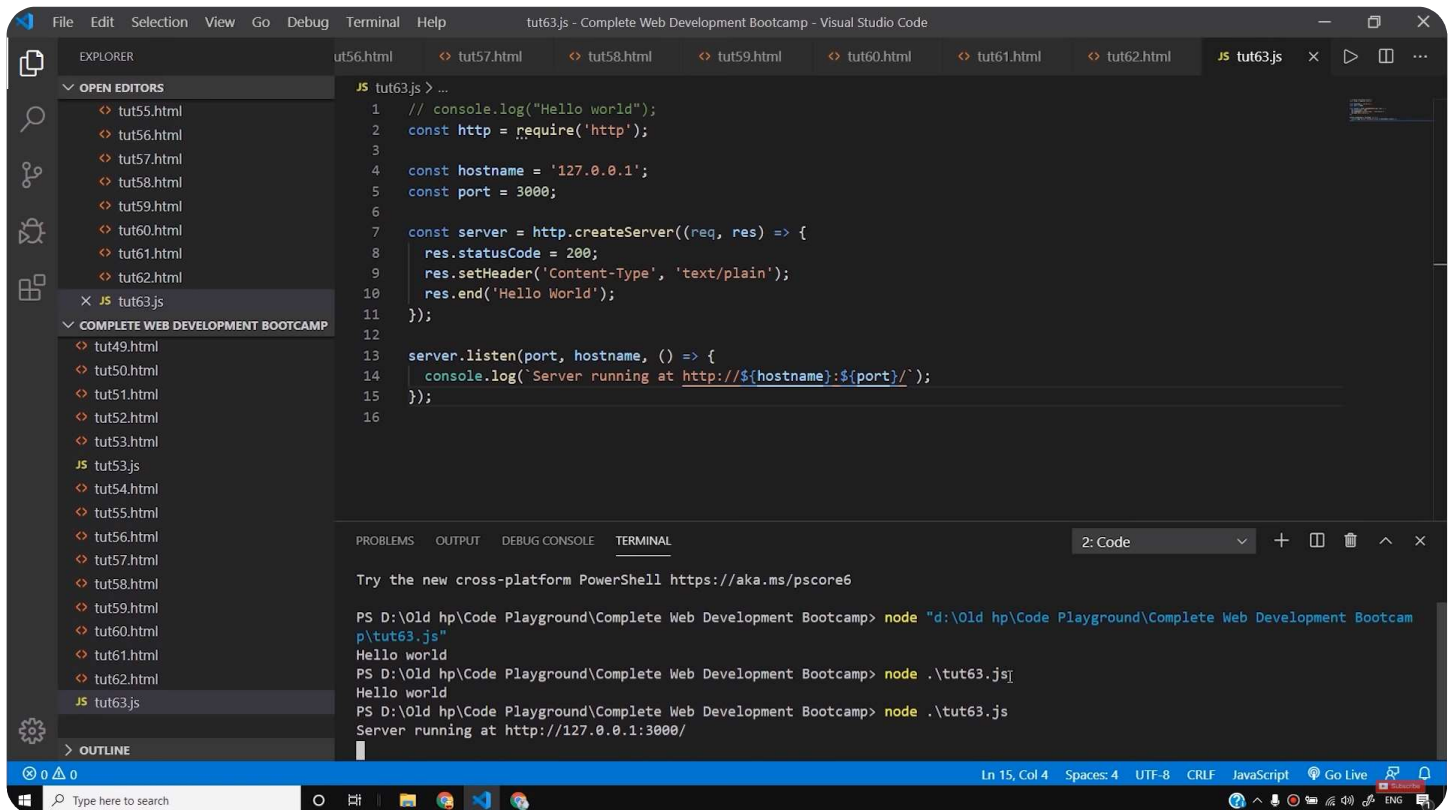 File Edit Selection View Go Debug Terminal Help tut63.js - Complete Web Development Bootcamp - Visual Studio Code
EXPLORER
OPEN EDITORS
tut55.html
tut56.html
tut57.html
tut58.html
tut59.html
tut60.html
tut61.html
tut62.html
JS tut63.js
COMPLETE WEB DEVELOPMENT BOOTCAMP
tut49.html
tut50.html
tut51.html
tut52.html
tut53.html
JS tut53.js
tut54.html
tut55.html
tut56.html
tut57.html
tut58.html
tut59.html
tut60.html
tut61.html
tut62.html
JS tut63.js
OUTLINE
ut56.html tut57.html tut58.html tut59.html tut60.html tut61.html tut62.html JS tut63.js
JS tut63.js > ...
1 // console.log("Hello world");
2 const http = require('http');
3
4 const hostname = '127.0.0.1';
5 const port = 3000;
6
7 const server = http.createServer((req, res) => {
8 res.statusCode = 200;
9 res.setHeader('Content-Type', 'text/plain');
10 res.end('Hello World');
11 });
12
13 server.listen(port, hostname, () => {
14 console.log(`Server running at http://${hostname}:${port}/`);
15 });
16
PROBLEMS OUTPUT DEBUG CONSOLE TERMINAL 2: Code
Try the new cross-platform PowerShell https://aka.ms/pscore6
PS D:\Old hp\Code Playground\Complete Web Development Bootcamp> node "d:\Old hp\Code Playground\Complete Web Development Bootcam
p\tut63.js"
Hello world
PS D:\Old hp\Code Playground\Complete Web Development Bootcamp> node .\tut63.js
Hello world
PS D:\Old hp\Code Playground\Complete Web Development Bootcamp> node .\tut63.js
Server running at http://127.0.0.1:3000/
0 0 Ln 15, Col 4 Spaces: 4 UTF-8 CRLF JavaScript Go Live
Subscribe
Type here to search ENG